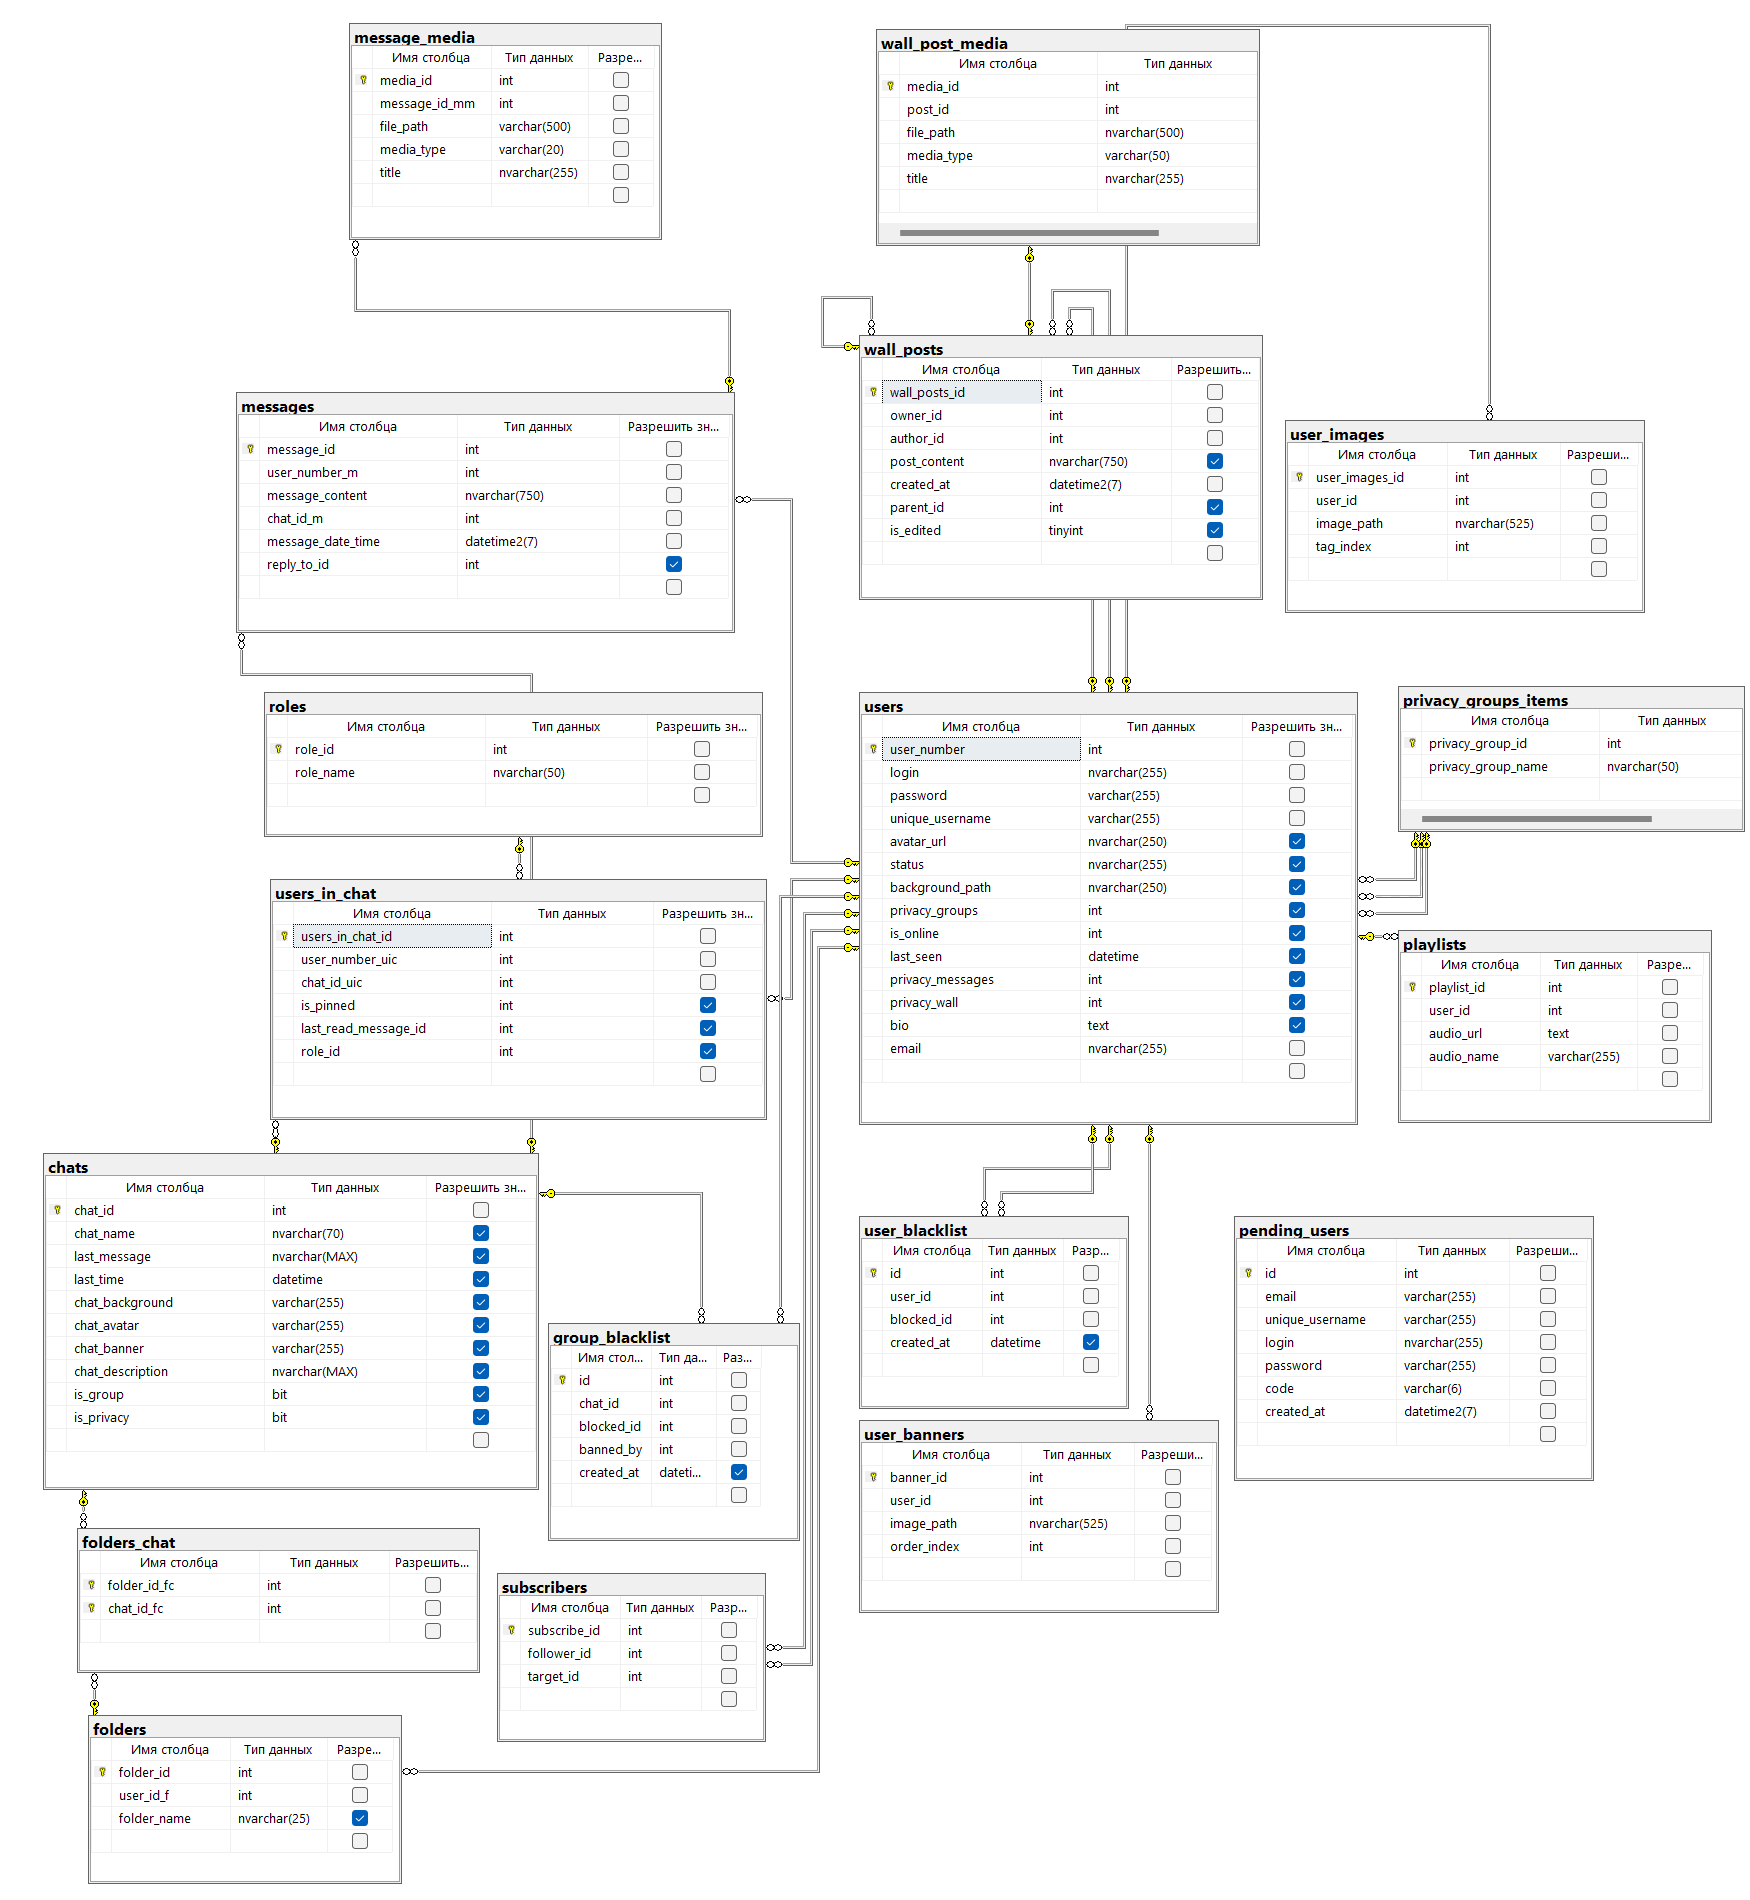 message_media
Имя столбца Тип данных Разре...
media_id int
message_id_mm int
file_path varchar(500)
media_type varchar(20)
title nvarchar(255)
wall_post_media
Имя столбца Тип данных
media_id int
post_id int
file_path nvarchar(500)
media_type varchar(50)
title nvarchar(255)
wall_posts
Имя столбца Тип данных Разрешить...
wall_posts_id int
owner_id int
author_id int
post_content nvarchar(750)
created_at datetime2(7)
parent_id int
is_edited tinyint
messages
Имя столбца Тип данных Разрешить зн...
message_id int
user_number_m int
message_content nvarchar(750)
chat_id_m int
message_date_time datetime2(7)
reply_to_id int
user_images
Имя столбца Тип данных Разреши...
user_images_id int
user_id int
image_path nvarchar(525)
tag_index int
roles
Имя столбца Тип данных Разрешить зн...
role_id int
role_name nvarchar(50)
users
Имя столбца Тип данных Разрешить зн...
user_number int
login nvarchar(255)
password varchar(255)
unique_username varchar(255)
avatar_url nvarchar(250)
status nvarchar(255)
background_path nvarchar(250)
privacy_groups int
is_online int
last_seen datetime
privacy_messages int
privacy_wall int
bio text
email nvarchar(255)
privacy_groups_items
Имя столбца Тип данных
privacy_group_id int
privacy_group_name nvarchar(50)
users_in_chat
Имя столбца Тип данных Разрешить зн...
users_in_chat_id int
user_number_uic int
chat_id_uic int
is_pinned int
last_read_message_id int
role_id int
playlists
Имя столбца Тип данных Разре...
playlist_id int
user_id int
audio_url text
audio_name varchar(255)
chats
Имя столбца Тип данных Разрешить зн...
chat_id int
chat_name nvarchar(70)
last_message nvarchar(MAX)
last_time datetime
chat_background varchar(255)
chat_avatar varchar(255)
chat_banner varchar(255)
chat_description nvarchar(MAX)
is_group bit
is_privacy bit
user_blacklist
Имя столбца Тип данных Разр...
id int
user_id int
blocked_id int
created_at datetime
pending_users
Имя столбца Тип данных Разреши...
id int
email varchar(255)
unique_username varchar(255)
login nvarchar(255)
password varchar(255)
code varchar(6)
created_at datetime2(7)
group_blacklist
Имя стол... Тип да... Раз...
id int
chat_id int
blocked_id int
banned_by int
created_at dateti...
user_banners
Имя столбца Тип данных Разреши...
banner_id int
user_id int
image_path nvarchar(525)
order_index int
folders_chat
Имя столбца Тип данных Разрешить...
folder_id_fc int
chat_id_fc int
subscribers
Имя столбца Тип данных Разр...
subscribe_id int
follower_id int
target_id int
folders
Имя столбца Тип данных Разре...
folder_id int
user_id_f int
folder_name nvarchar(25)